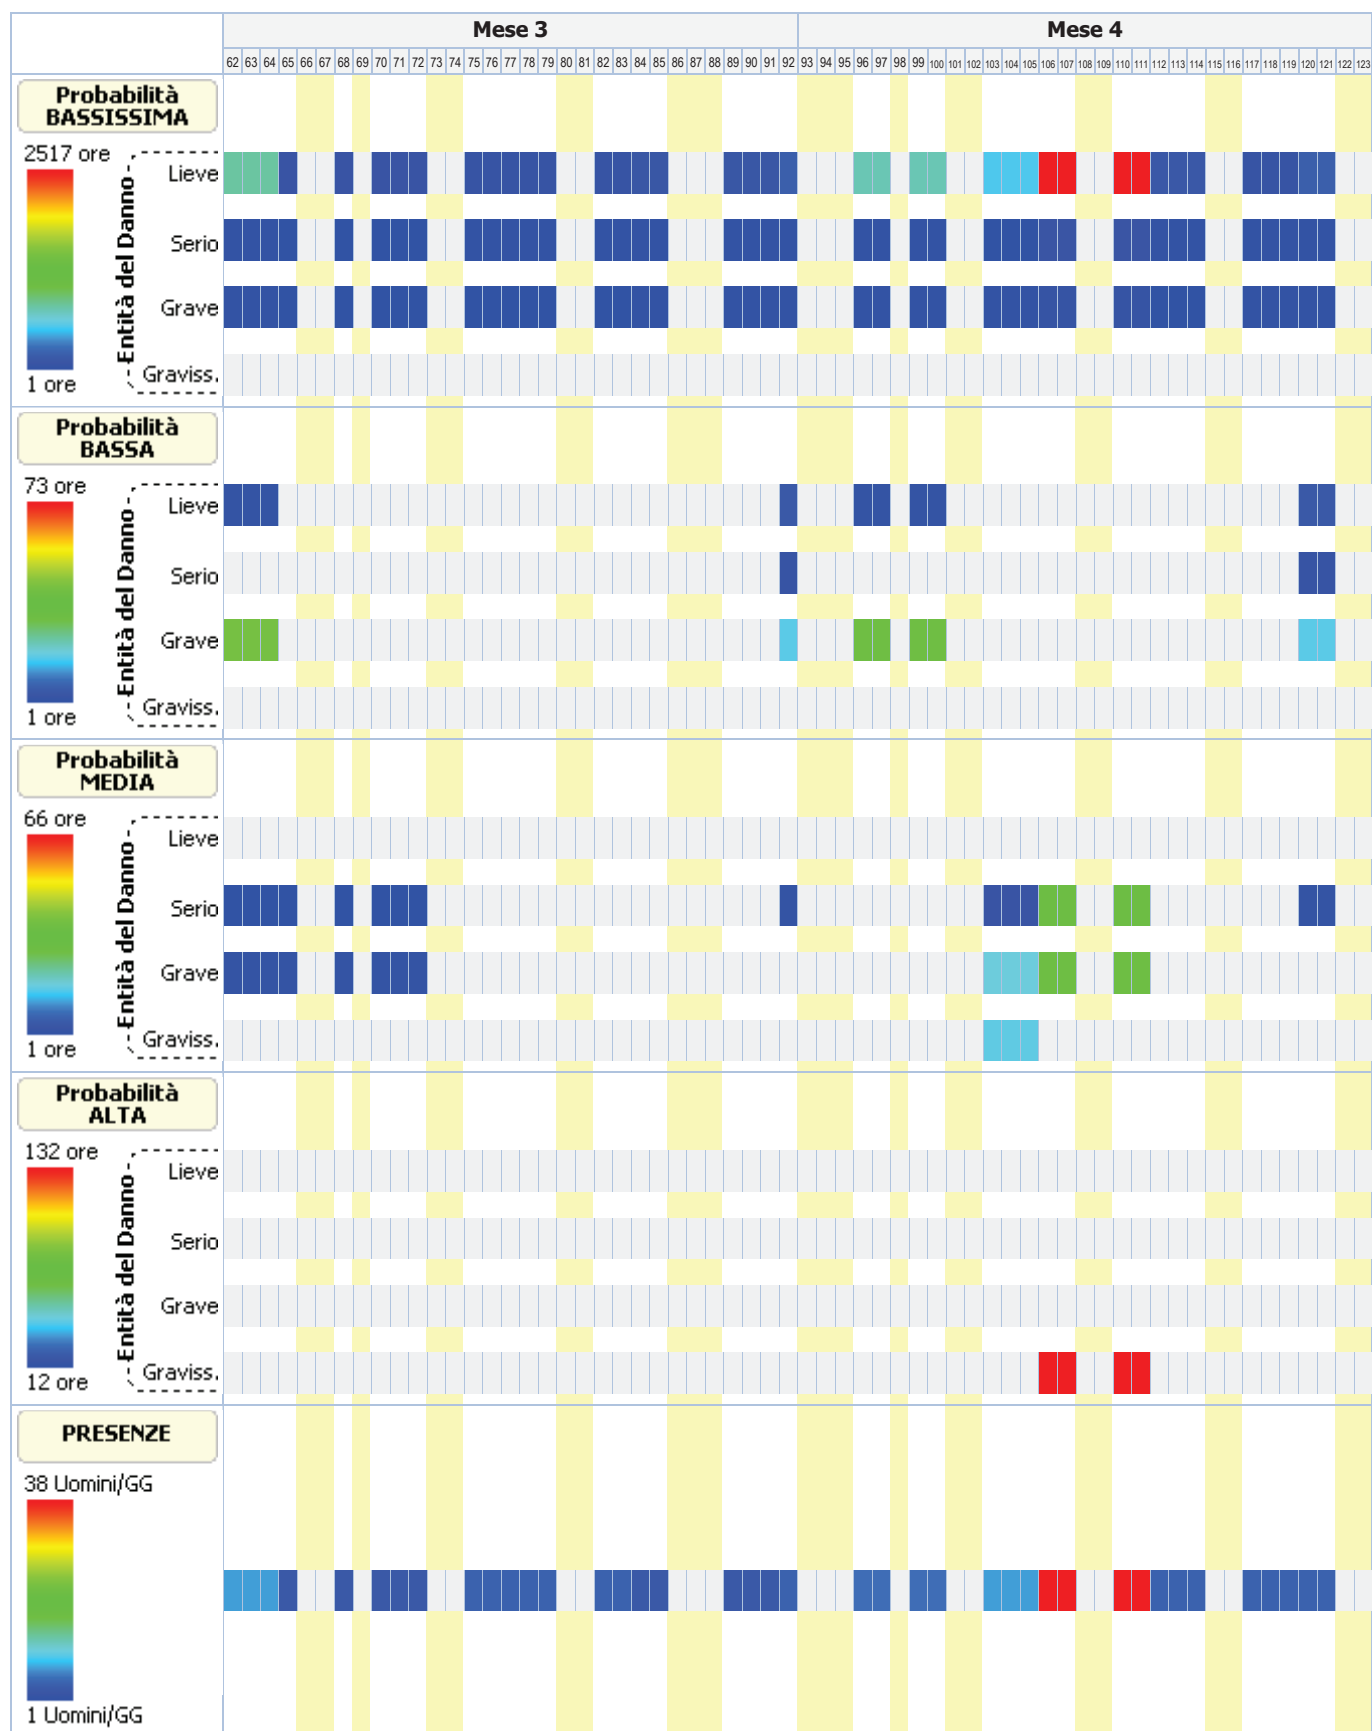 Mese 3 Mese 4
62 63 64 65 66 67 68 69 70 71 72 73 74 75 76 77 78 79 80 81 82 83 84 85 86 87 88 89 90 91 92 93 94 95 96 97 98 99 100 101 102 103 104 105 106 107 108 109 110 111 112 113 114 115 116 117 118 119 120 121 122 123
Probabilità
BASSISSIMA
2517 ore
Entità del Danno
Lieve
Serio
Grave
Graviss.
1 ore
Probabilità
BASSA
73 ore
Entità del Danno
Lieve
Serio
Grave
Graviss.
1 ore
Probabilità
MEDIA
66 ore
Entità del Danno
Lieve
Serio
Grave
Graviss.
1 ore
Probabilità
ALTA
132 ore
Entità del Danno
Lieve
Serio
Grave
Graviss.
12 ore
PRESENZE
38 Uomini/GG
1 Uomini/GG